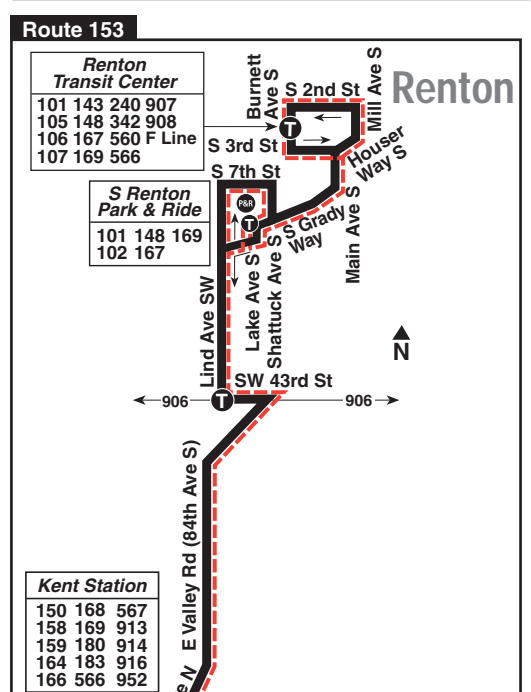 Route 153
Renton
Transit Center
101 143 240 907
105 148 342 908
106 167 560 F Line
107 169 566
Burnett
Ave S
S 2nd St
Mill Ave S
Renton
T
S 3rd St
Houser
Way S
S 7th St
S Renton
Park & Ride
101 148 169
102 167
P&R
T
S Grady
Way
Main Ave S
Lake Ave S
Shattuck Ave S
Lind Ave SW
N
SW 43rd St
906
T
906
E Valley Rd (84th Ave S)
Kent Station
150 168 567
158 169 913
159 180 914
164 183 916
166 566 952
e N